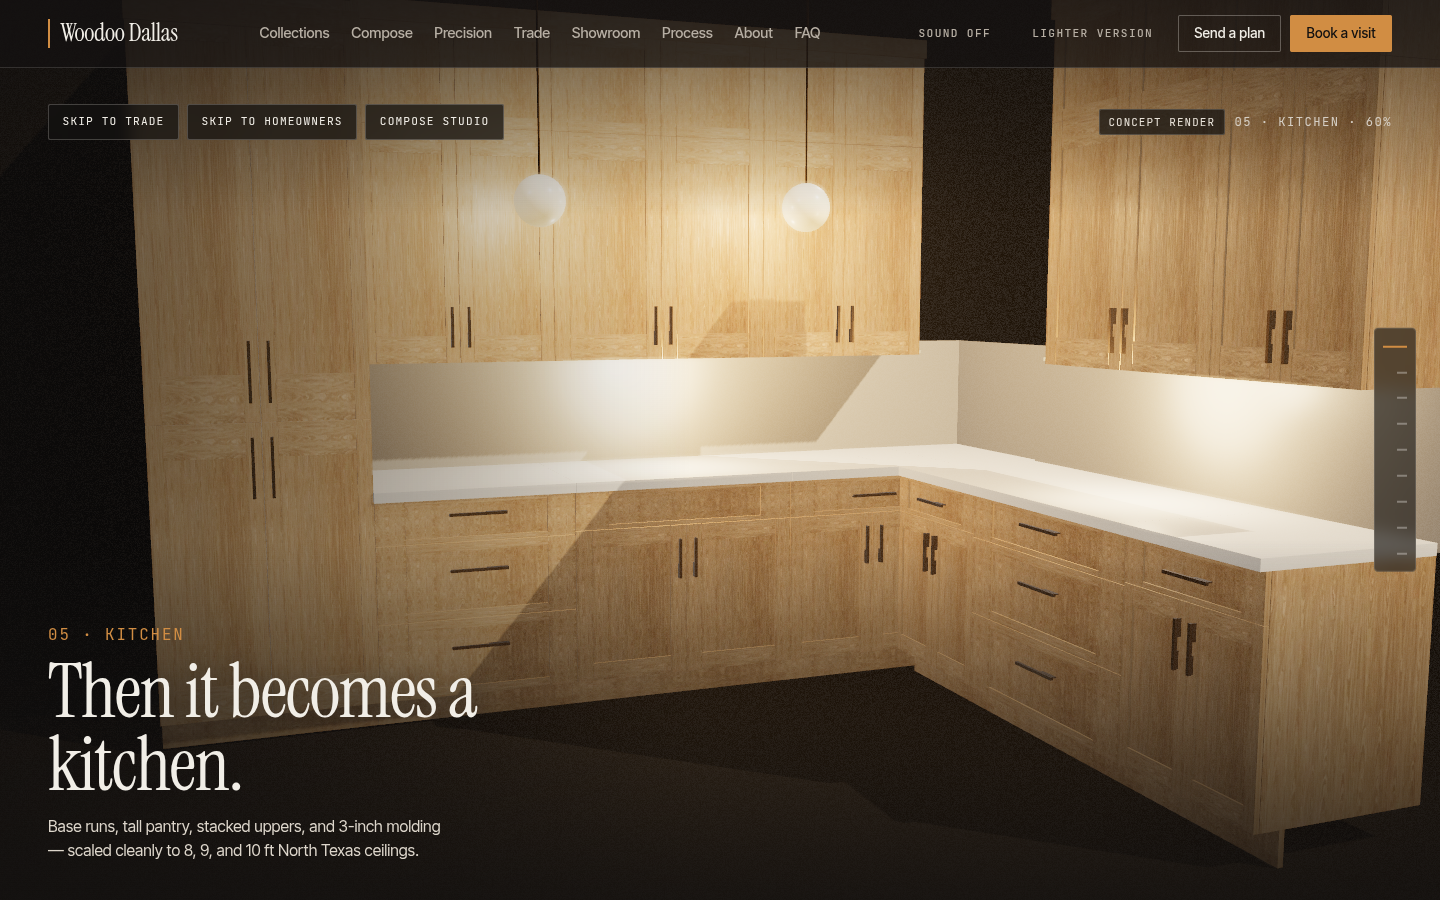 Woodoo Dallas
Collections Compose Precision Trade Showroom Process About FAQ
SOUND OFF LIGHTER VERSION
Send a plan
Book a visit
SKIP TO TRADE
SKIP TO HOMEOWNERS
COMPOSE STUDIO
CONCEPT RENDER
05 · KITCHEN · 60%
05 · KITCHEN
Then it becomes a
kitchen.
Base runs, tall pantry, stacked uppers, and 3-inch molding
— scaled cleanly to 8, 9, and 10 ft North Texas ceilings.